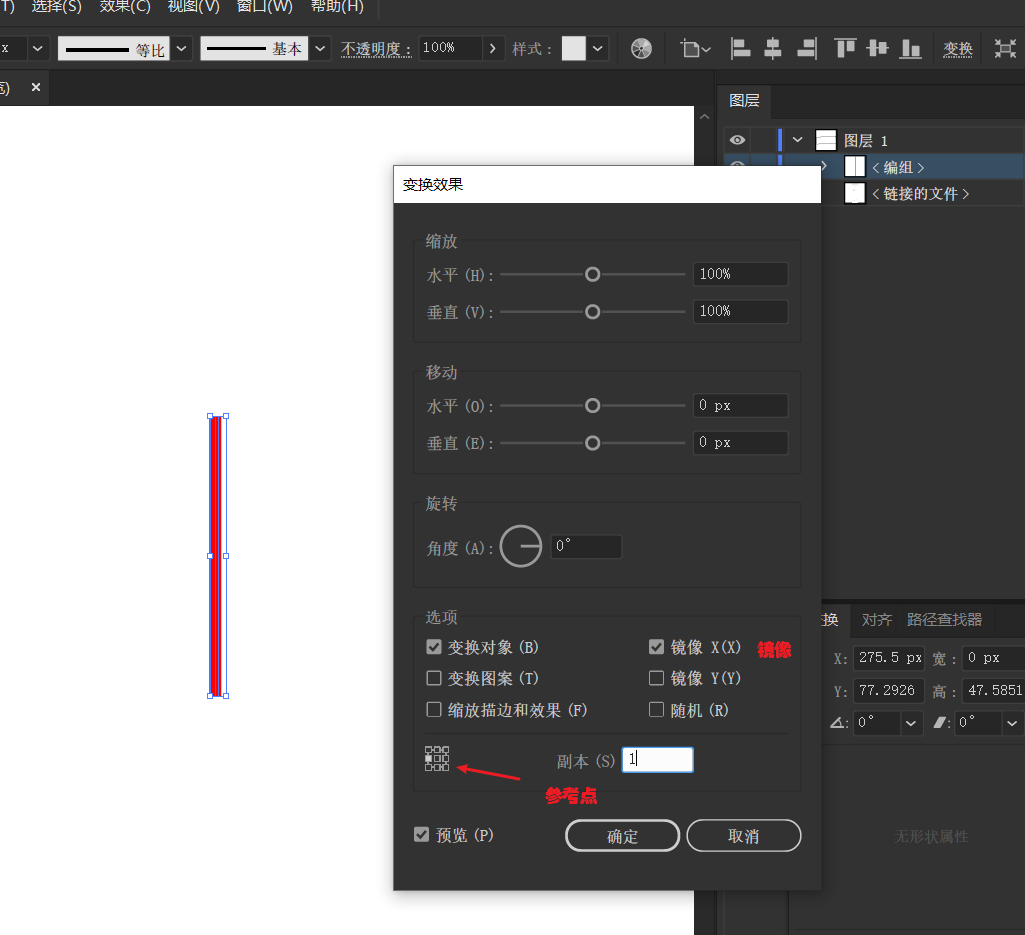 T) 选择(S) 效果(C) 视图(V) 窗口(W) 帮助(H)
x 等比 基本 不透明度： 100% 样式： 变换
) ×
图层
图层 1
<编组>
<链接的文件>
变换效果
缩放
水平 (H): 100%
垂直 (V): 100%
移动
水平 (O): 0 px
垂直 (E): 0 px
旋转
角度 (A): 0°
选项
变换对象 (B) 镜像 X(X) 镜像
变换图案 (T) 镜像 Y(Y)
缩放描边和效果 (F) 随机 (R)
副本 (S) 1
参考点
预览 (P) 确定 取消
换 对齐 路径查找器
X: 275.5 px 宽： 0 px
Y: 77.2926 高： 47.5851
0° 0°
无形状属性